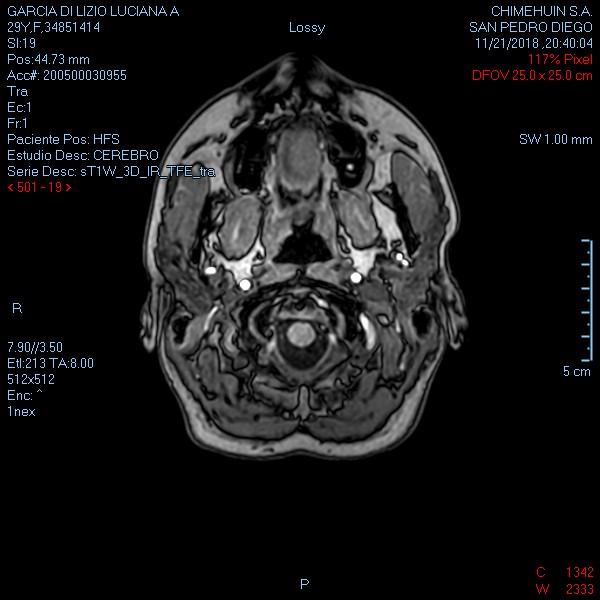 GARCIA DI LIZIO LUCIANA A
29Y,F,34851414
Sl:19
Pos:44.73 mm
Acc#: 200500030955
Tra
Ec:1
Fr:1
Paciente Pos: HFS
Estudio Desc: CEREBRO
Serie Desc: sT1W_3D_IR_TFE_tra
< 501 - 19 >
Lossy
CHIMEHUIN S.A.
SAN PEDRO DIEGO
11/21/2018 ,20:40:04
117% Pixel
DFOV 25.0 x 25.0 cm
SW 1.00 mm
R
7.90//3.50
Etl:213 TA:8.00
512x512
Enc: ^
1nex
5 cm
P
C 1342
W 2333